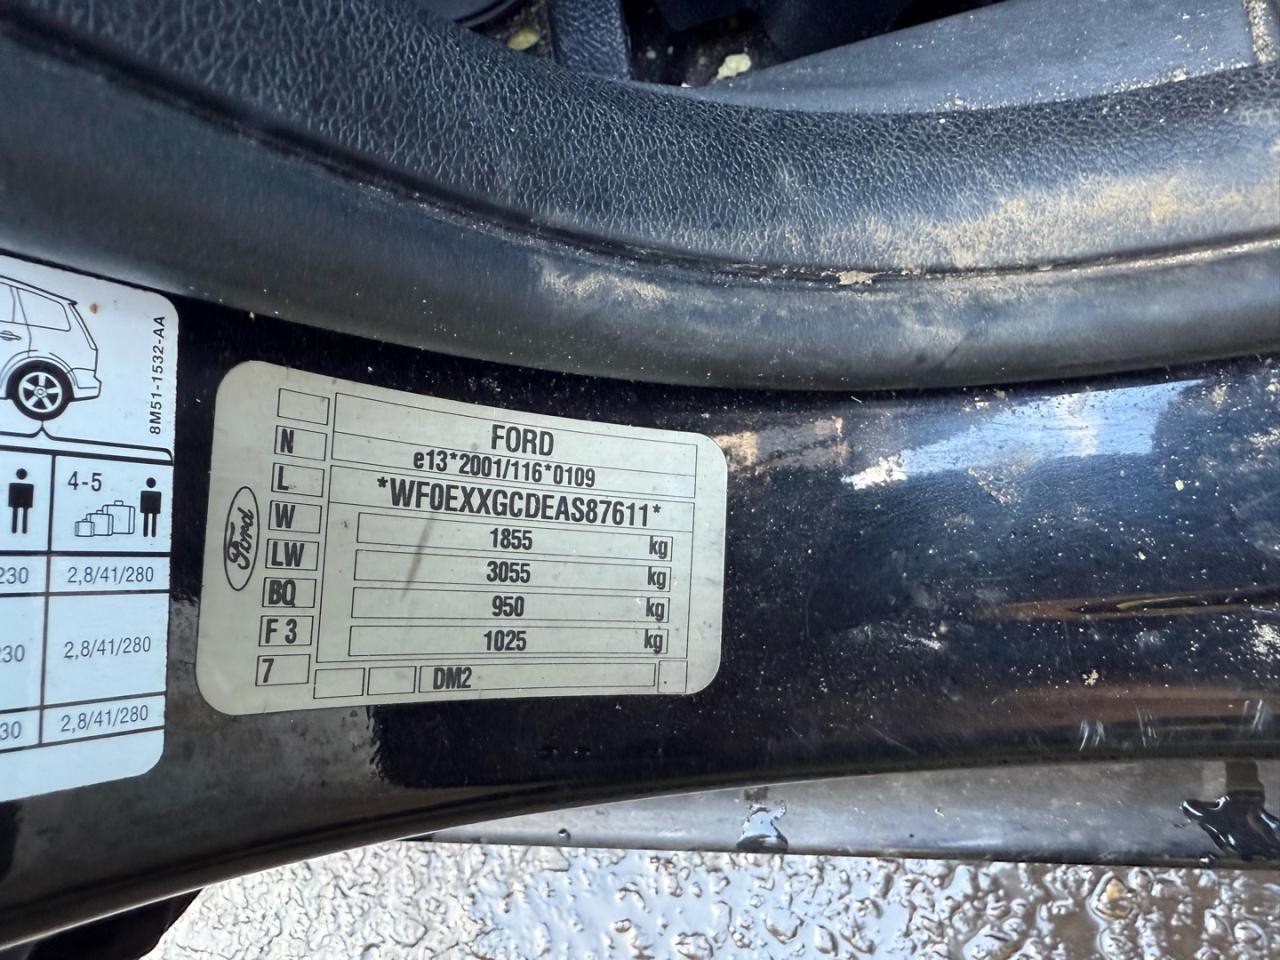 8M51-1532-AA
4-5
230
2,8/41/280
230
2,8/41/280
230
2,8/41/280
Ford
FORD
N
e13*2001/116*0109
L
*WF0EXXGCDEAS87611*
W
1855 kg
LW
3055 kg
BQ
950 kg
F 3
1025 kg
7
DM2